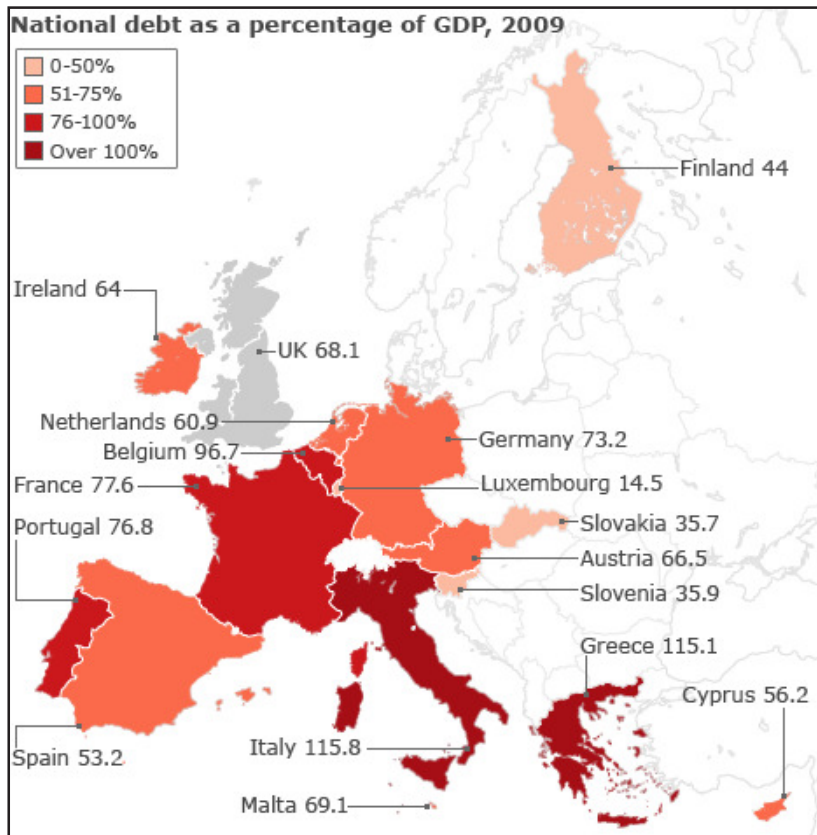 National debt as a percentage of GDP, 2009
0-50%
51-75%
76-100%
Over 100%
Finland 44
Ireland 64
UK 68.1
Netherlands 60.9
Germany 73.2
Belgium 96.7
France 77.6
Luxembourg 14.5
Portugal 76.8
Slovakia 35.7
Austria 66.5
Slovenia 35.9
Greece 115.1
Cyprus 56.2
Spain 53.2
Italy 115.8
Malta 69.1